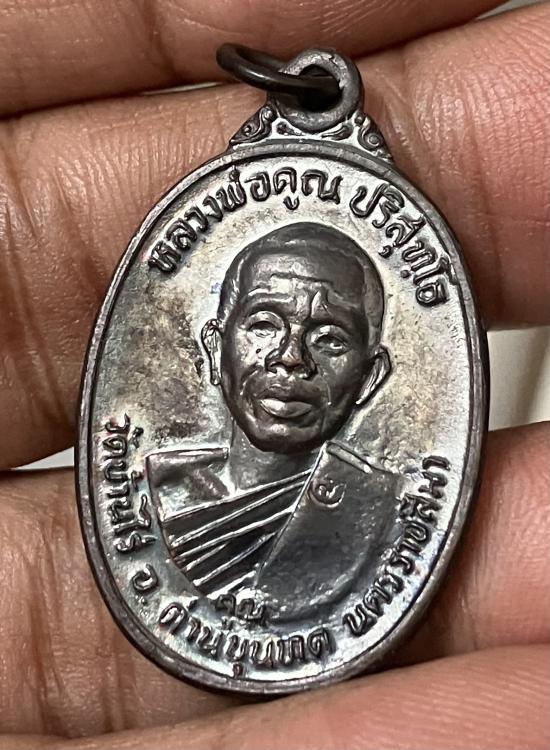 หลวงพ่อคูณ ปริสุทฺโธ
๕
คูณ
วัดบ้านไร่ อ.ด่านขุนทด นครราชสีมา